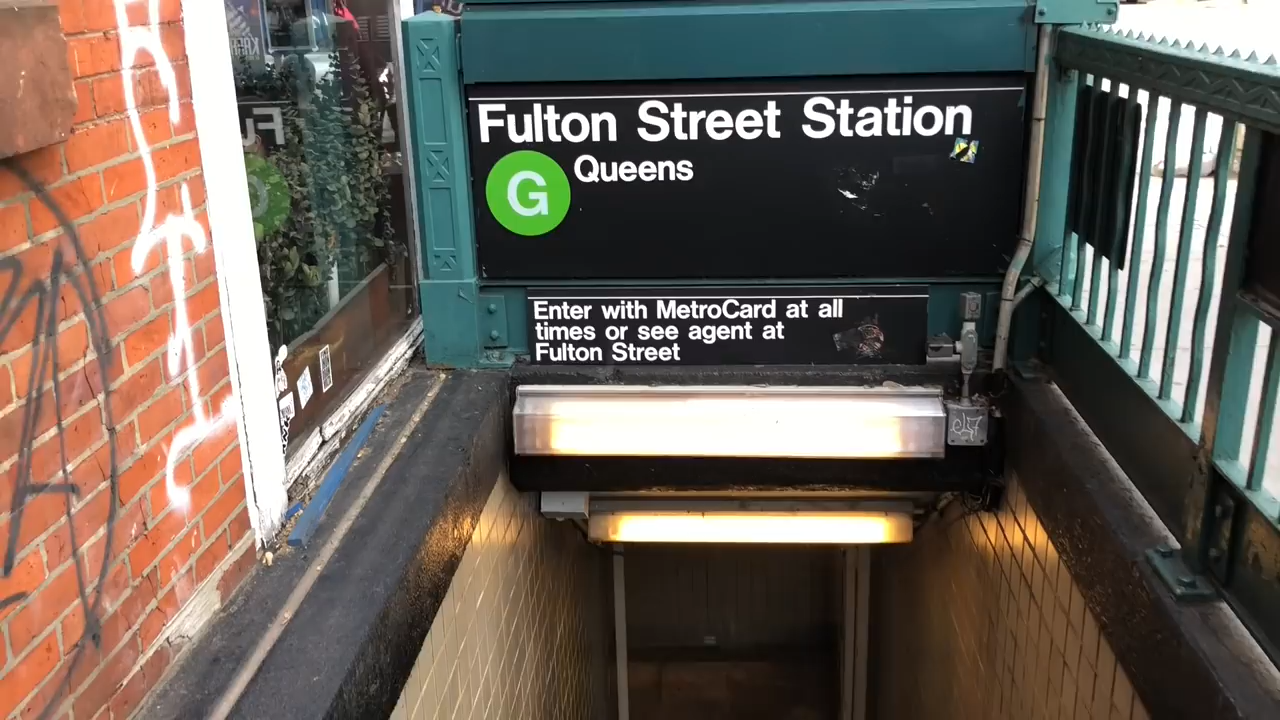 Fulton Street Station
G Queens
Enter with MetroCard at all
times or see agent at
Fulton Street